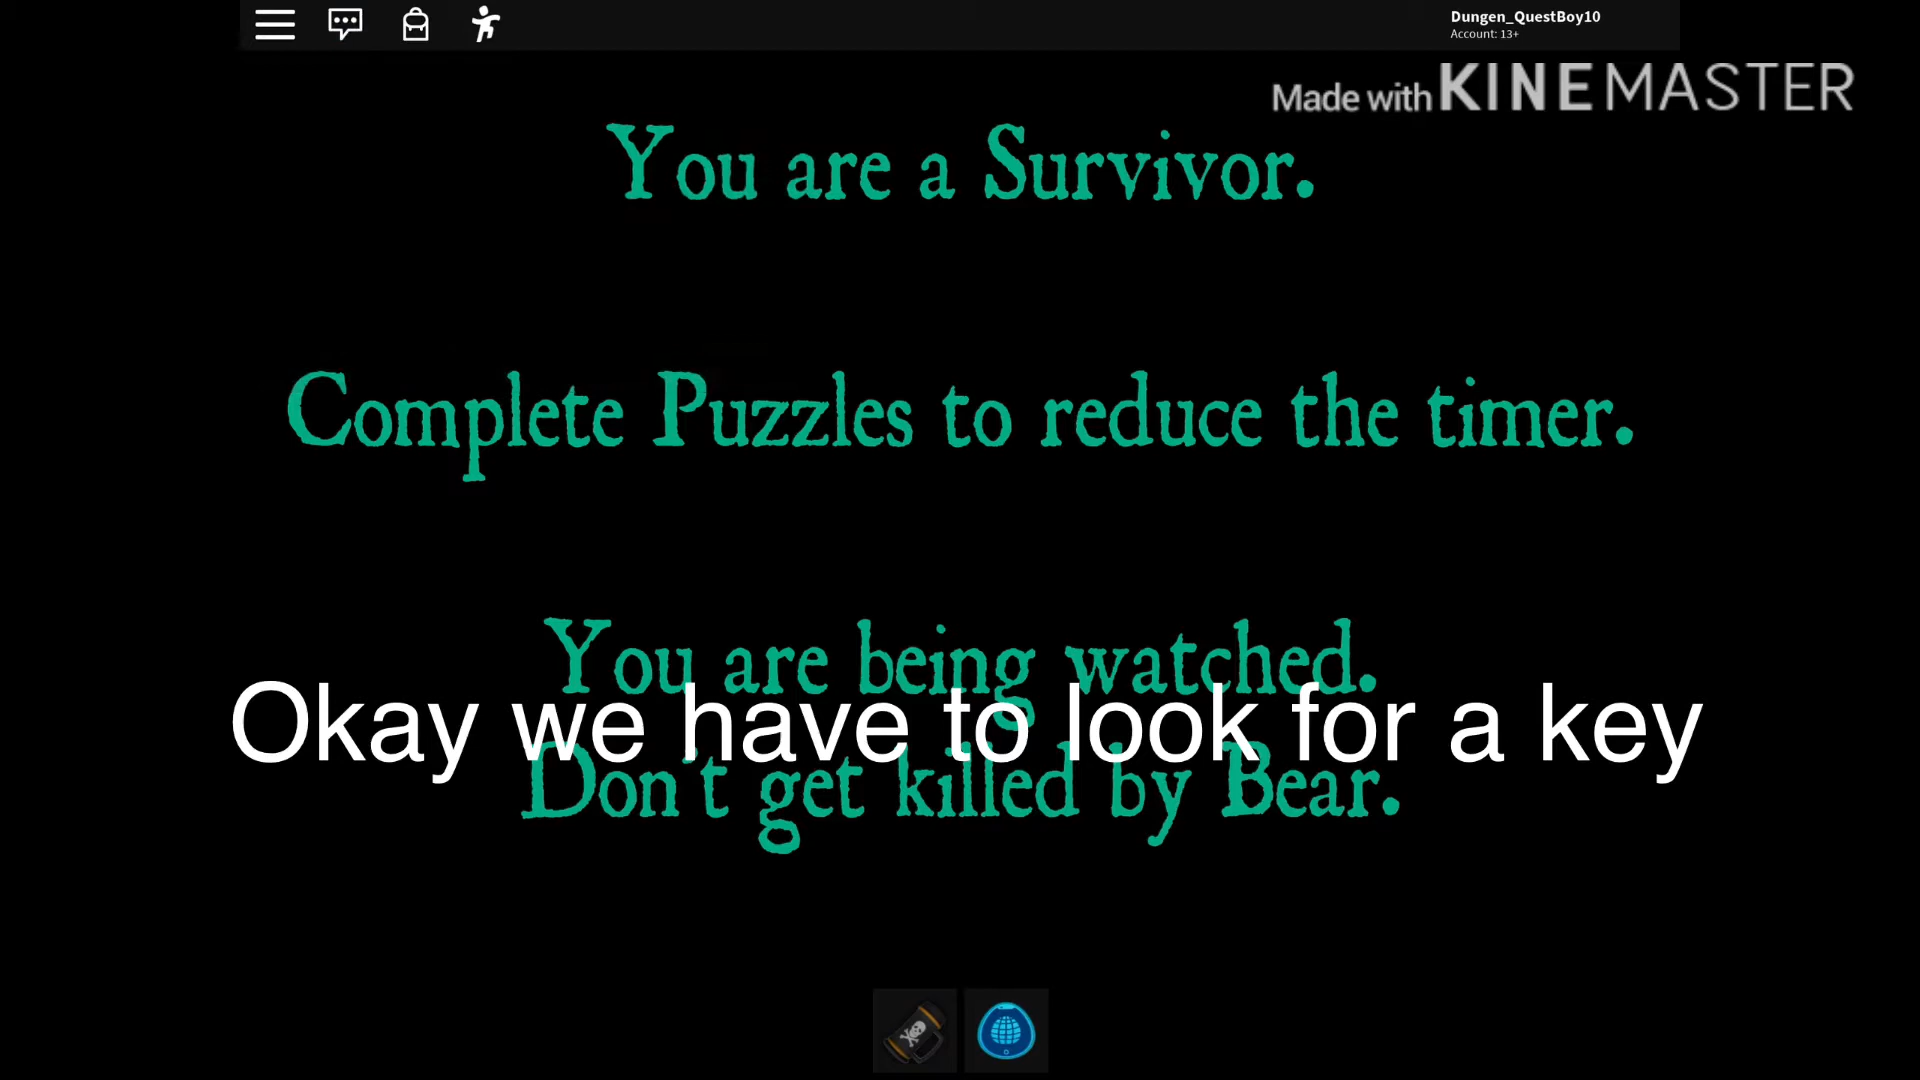 Dungen_QuestBoy10
Account: 13+
Made with KINEMASTER
You are a Survivor.
Complete Puzzles to reduce the timer.
You are being watched.
Okay we have to look for a key
Don't get killed by Bear.